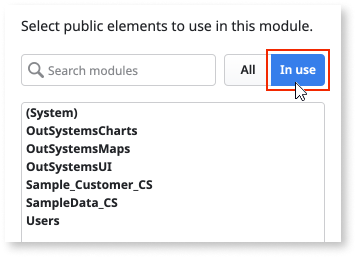 Select public elements to use in this module.
Search modules
All
In use
(System)
OutSystemsCharts
OutSystemsMaps
OutSystemsUI
Sample_Customer_CS
SampleData_CS
Users